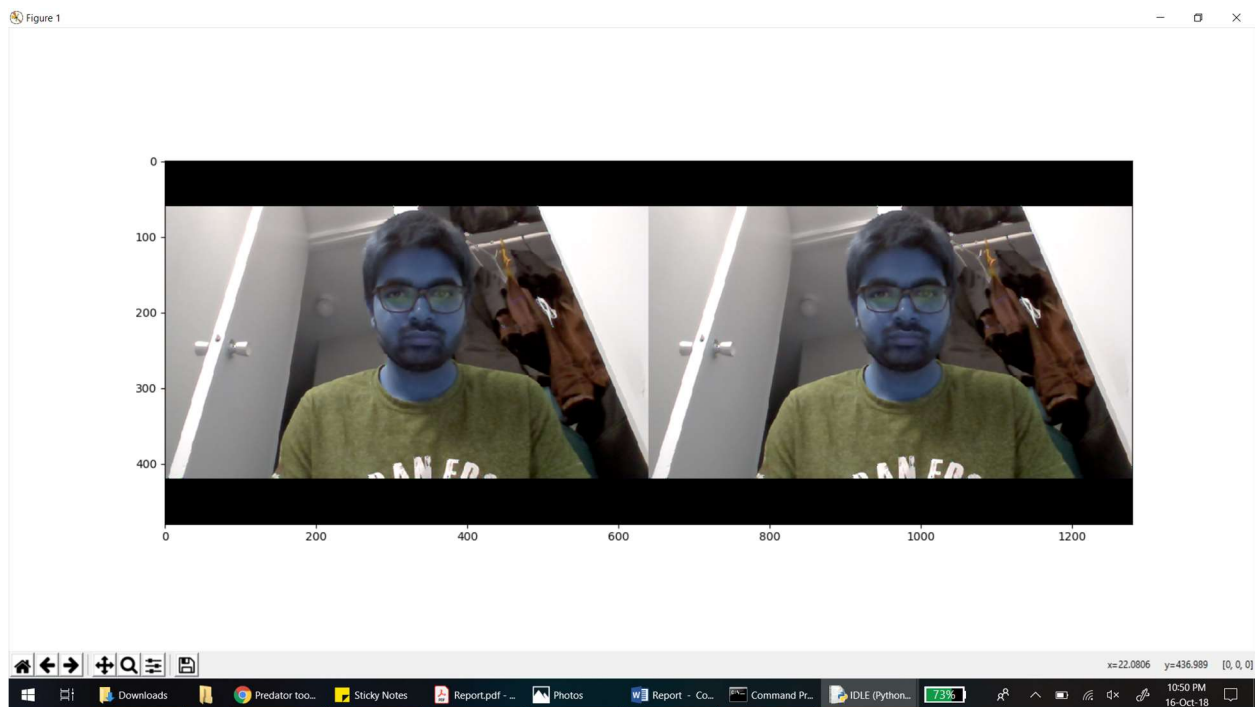 Figure 1
0
100
200
300
400
0 200 400 600 800 1000 1200
x=22.0806 y=436.989 [0, 0, 0]
Downloads Predator too... Sticky Notes Report.pdf - ... Photos Report - Co... Command Pr... IDLE (Python... 73% 10:50 PM
16-Oct-18